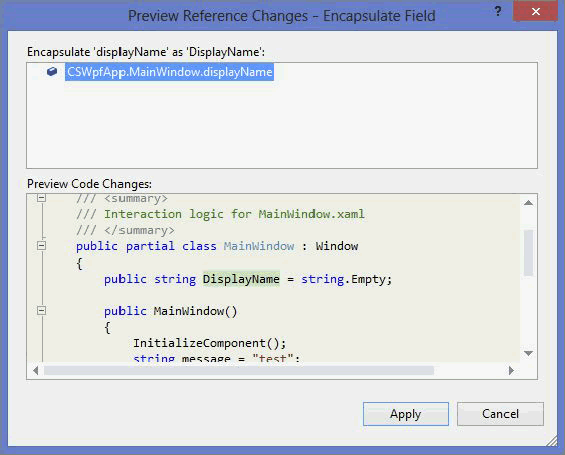 Preview Reference Changes - Encapsulate Field
?
Encapsulate 'displayName' as 'DisplayName':
CSWpfApp.MainWindow.displayName
Preview Code Changes:
/// <summary>
/// Interaction logic for MainWindow.xaml
/// </summary>
public partial class MainWindow : Window
{
public string DisplayName = string.Empty;
public MainWindow()
{
InitializeComponent();
string message = "test";
Apply
Cancel